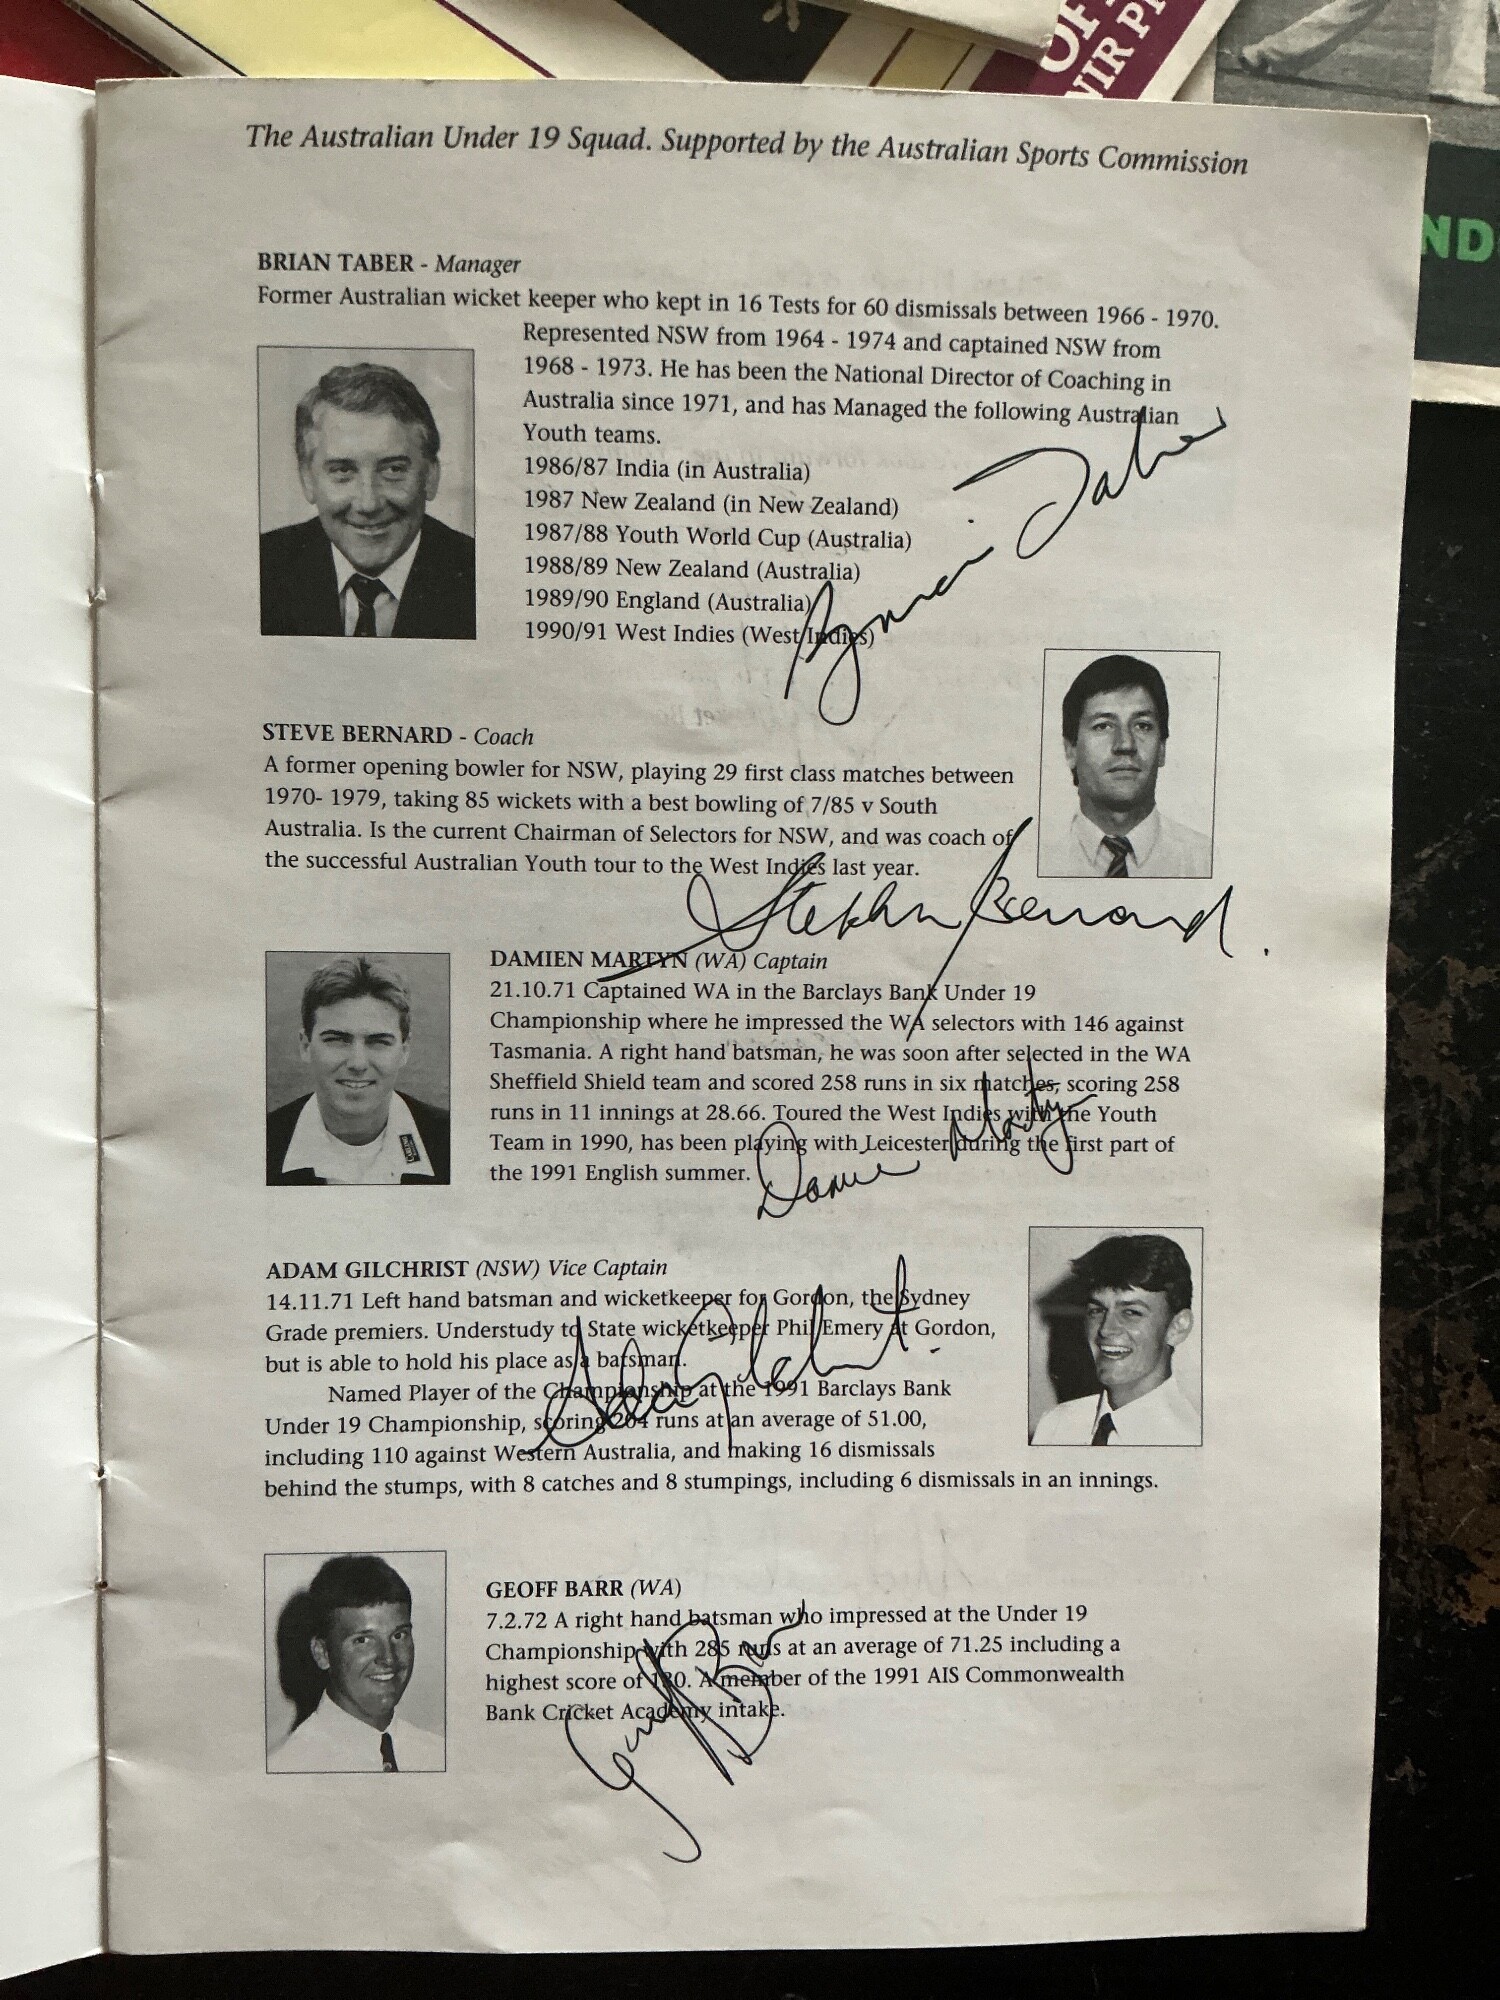 OF
NIR PR
ND
The Australian Under 19 Squad. Supported by the Australian Sports Commission
BRIAN TABER - Manager
Former Australian wicket keeper who kept in 16 Tests for 60 dismissals between 1966 - 1970.
Represented NSW from 1964 - 1974 and captained NSW from
1968 - 1973. He has been the National Director of Coaching in
Australia since 1971, and has Managed the following Australian
Youth teams.
1986/87 India (in Australia)
1987 New Zealand (in New Zealand)
1987/88 Youth World Cup (Australia)
1988/89 New Zealand (Australia)
1989/90 England (Australia)
1990/91 West Indies (West Indies)
Brian Taber
STEVE BERNARD - Coach
A former opening bowler for NSW, playing 29 first class matches between
1970- 1979, taking 85 wickets with a best bowling of 7/85 v South
Australia. Is the current Chairman of Selectors for NSW, and was coach of
the successful Australian Youth tour to the West Indies last year.
Stephen Bernard.
DAMIEN MARTYN (WA) Captain
21.10.71 Captained WA in the Barclays Bank Under 19
Championship where he impressed the WA selectors with 146 against
Tasmania. A right hand batsman, he was soon after selected in the WA
Sheffield Shield team and scored 258 runs in six matches, scoring 258
runs in 11 innings at 28.66. Toured the West Indies with the Youth
Team in 1990, has been playing with Leicester during the first part of
the 1991 English summer.
Damien Martyn
ADAM GILCHRIST (NSW) Vice Captain
14.11.71 Left hand batsman and wicketkeeper for Gordon, the Sydney
Grade premiers. Understudy to State wicketkeeper Phil Emery at Gordon,
but is able to hold his place as a batsman.
Named Player of the Championship at the 1991 Barclays Bank
Under 19 Championship, scoring 204 runs at an average of 51.00,
including 110 against Western Australia, and making 16 dismissals
behind the stumps, with 8 catches and 8 stumpings, including 6 dismissals in an innings.
Adam Gilchrist
GEOFF BARR (WA)
7.2.72 A right hand batsman who impressed at the Under 19
Championship with 285 runs at an average of 71.25 including a
highest score of 130. A member of the 1991 AIS Commonwealth
Bank Cricket Academy intake.
Geoff Barr